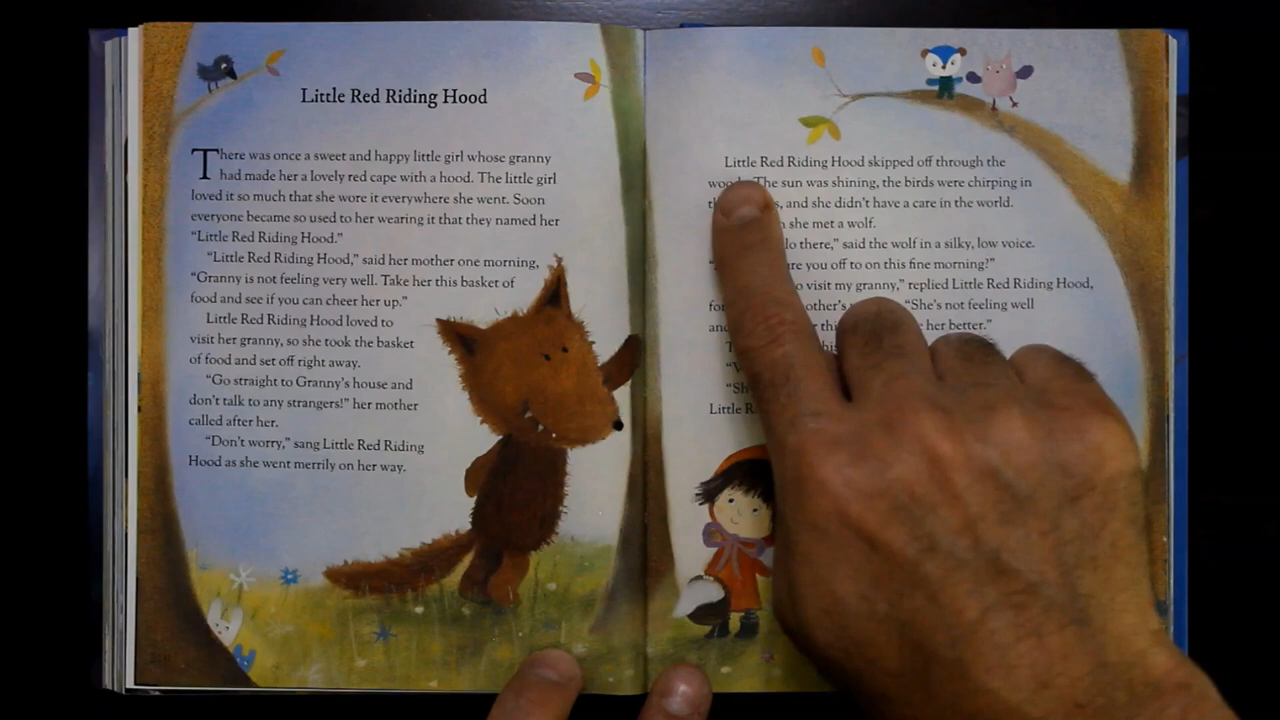 Little Red Riding Hood
There was once a sweet and happy little girl whose granny
had made her a lovely red cape with a hood. The little girl
loved it so much that she wore it everywhere she went. Soon
everyone became so used to her wearing it that they named her
“Little Red Riding Hood.”
“Little Red Riding Hood,” said her mother one morning,
“Granny is not feeling very well. Take her this basket of
food and see if you can cheer her up.”
Little Red Riding Hood loved to
visit her granny, so she took the basket
of food and set off right away.
“Go straight to Granny’s house and
don’t talk to any strangers!” her mother
called after her.
“Don’t worry,” sang Little Red Riding
Hood as she went merrily on her way.
Little Red Riding Hood skipped off through the
The sun was shining, the birds were chirping in
and she didn’t have a care in the world.
she met a wolf.
there,” said the wolf in a silky, low voice.
you off to on this fine morning?”
visit my granny,” replied Little Red Riding Hood,
“She’s not feeling well
her better.”
Little